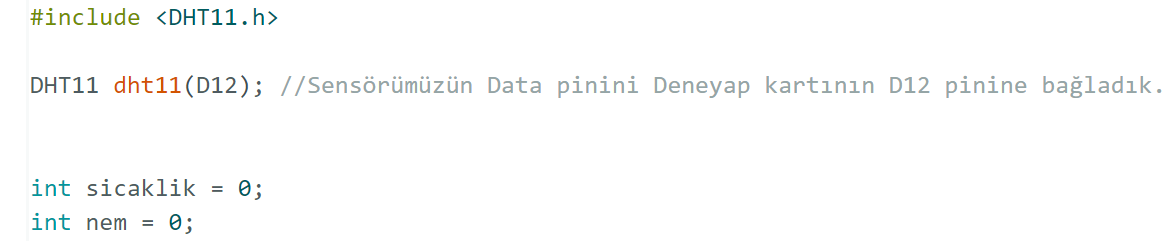 #include <DHT11.h>
DHT11 dht11(D12); //Sensörümüzün Data pinini Deneyap kartının D12 pinine bağladık.
int sicaklik = 0;
int nem = 0;